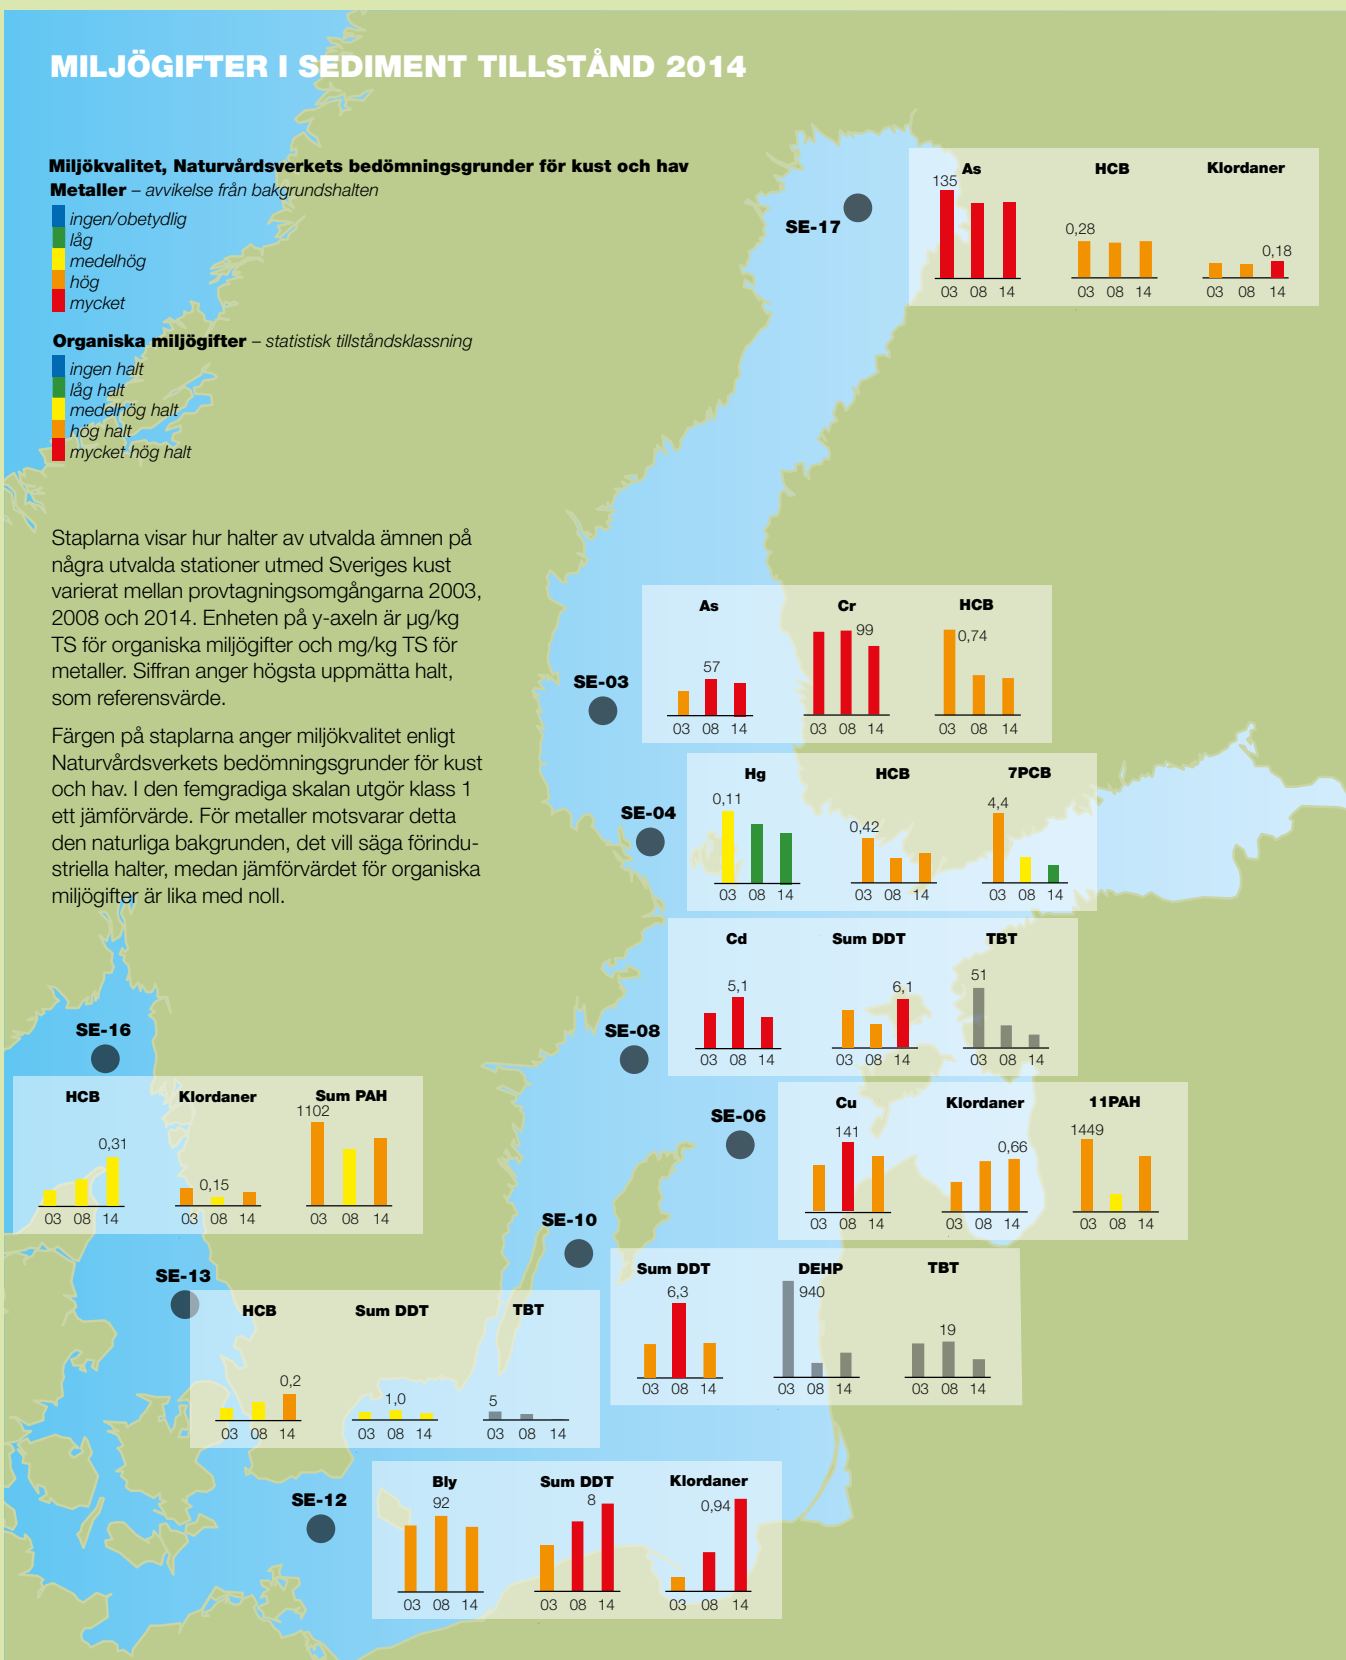 MILJÖGIFTER I SEDIMENT TILLSTÅND 2014
Miljökvalitet, Naturvårdsverkets bedömningsgrunder för kust och hav
Metaller – avvikelse från bakgrundshalten
ingen/obetydlig
låg
medelhög
hög
mycket
Organiska miljögifter – statistisk tillståndsklassning
ingen halt
låg halt
medelhög halt
hög halt
mycket hög halt
Staplarna visar hur halter av utvalda ämnen på
några utvalda stationer utmed Sveriges kust
varierat mellan provtagningsomgångarna 2003,
2008 och 2014. Enheten på y-axeln är µg/kg
TS för organiska miljögifter och mg/kg TS för
metaller. Siffran anger högsta uppmätta halt,
som referensvärde.
Färgen på staplarna anger miljökvalitet enligt
Naturvårdsverkets bedömningsgrunder för kust
och hav. I den femgradiga skalan utgör klass 1
ett jämförvärde. För metaller motsvarar detta
den naturliga bakgrunden, det vill säga förindu-
striella halter, medan jämförvärdet för organiska
miljögifter är lika med noll.
SE-17
As HCB Klordaner
135 0,28 0,18
03 08 14 03 08 14 03 08 14
SE-03
As Cr HCB
57 99 0,74
03 08 14 03 08 14 03 08 14
SE-04
Hg HCB 7PCB
0,11 0,42 4,4
03 08 14 03 08 14 03 08 14
SE-08
Cd Sum DDT TBT
5,1 6,1 51
03 08 14 03 08 14 03 08 14
SE-16
HCB Klordaner Sum PAH
0,31 0,15 1102
03 08 14 03 08 14 03 08 14
SE-06
Cu Klordaner 11PAH
141 0,66 1449
03 08 14 03 08 14 03 08 14
SE-10
Sum DDT DEHP TBT
6,3 940 19
03 08 14 03 08 14 03 08 14
SE-13
HCB Sum DDT TBT
0,2 1,0 5
03 08 14 03 08 14 03 08 14
SE-12
Bly Sum DDT Klordaner
92 8 0,94
03 08 14 03 08 14 03 08 14